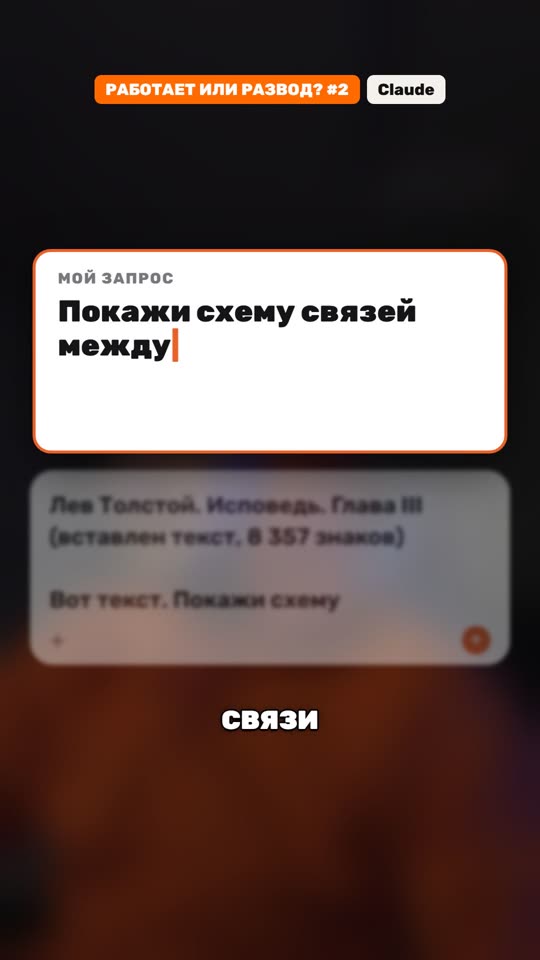 РАБОТАЕТ ИЛИ РАЗВОД? #2
Claude
МОЙ ЗАПРОС
Покажи схему связей
между
Лев Толстой. Исповедь. Глава III
(вставлен текст, 8 357 знаков)
Вот текст. Покажи схему
+
связи